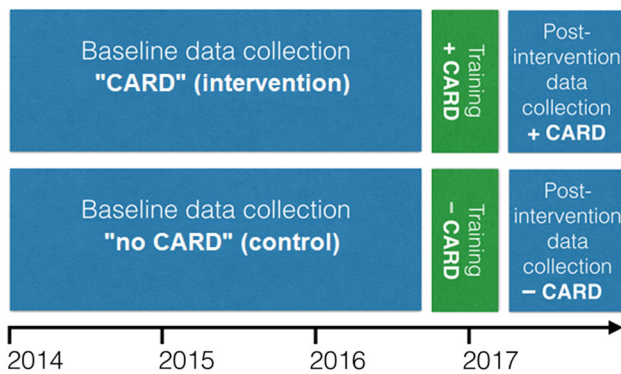 Baseline data collection
"CARD" (intervention)
Training
+ CARD
Post-
intervention
data
collection
+ CARD
Baseline data collection
"no CARD" (control)
Training
– CARD
Post-
intervention
data
collection
– CARD
2014 2015 2016 2017